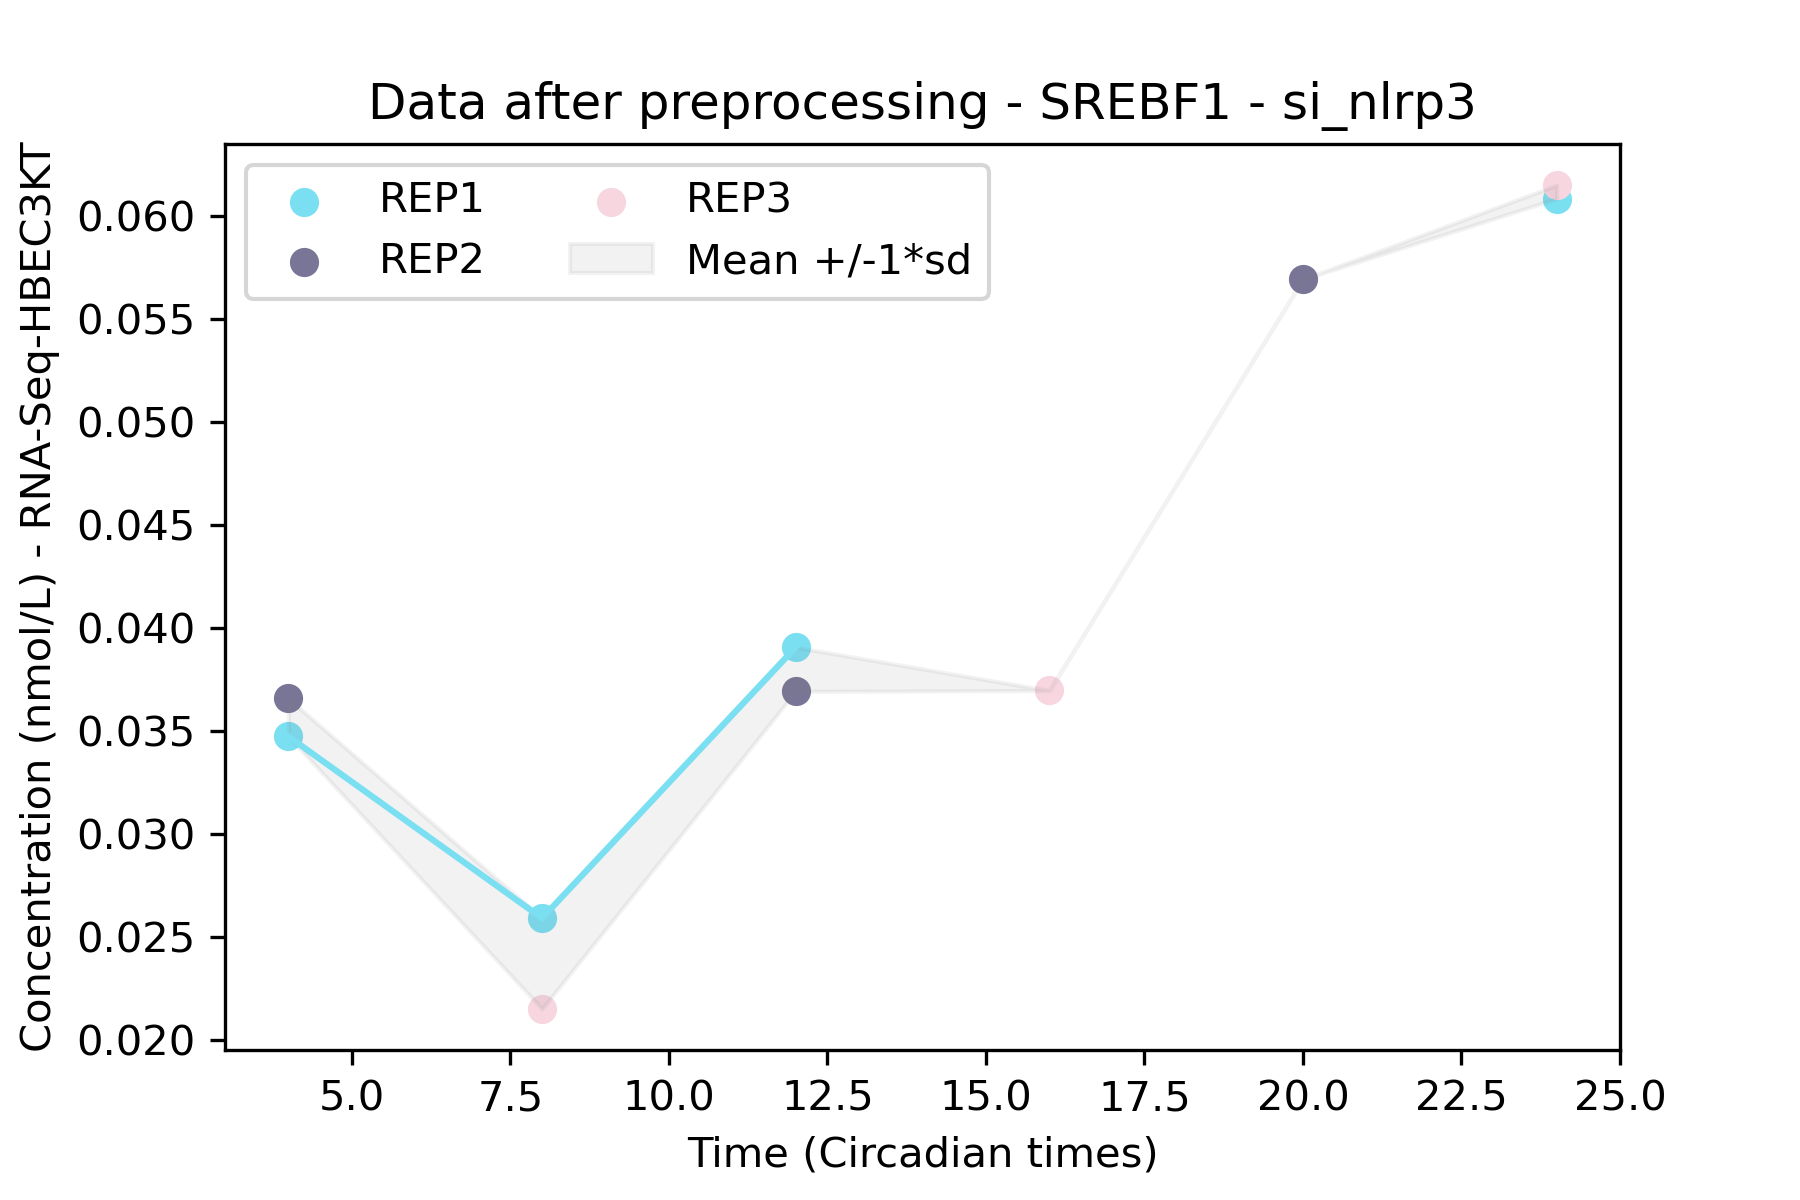 Data after preprocessing - SREBF1 - si_nlrp3
Concentration (nmol/L) - RNA-Seq-HBEC3KT
REP1
REP2
REP3
Mean +/-1*sd
0.060
0.055
0.050
0.045
0.040
0.035
0.030
0.025
0.020
5.0 7.5 10.0 12.5 15.0 17.5 20.0 22.5 25.0
Time (Circadian times)